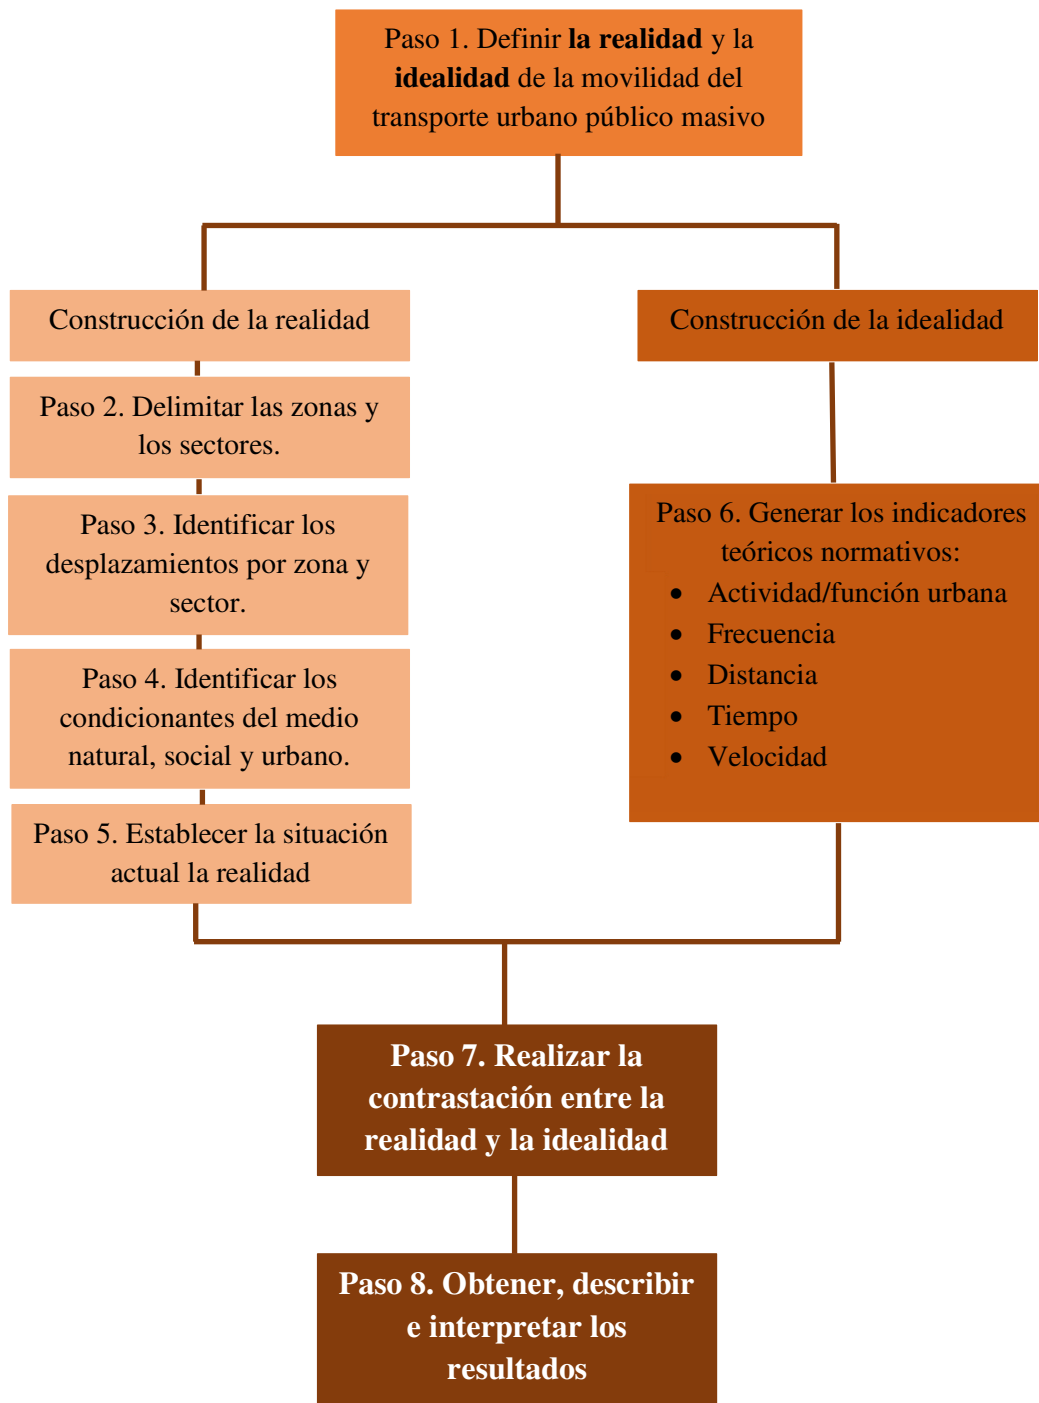 Paso 1. Definir la realidad y la
idealidad de la movilidad del
transporte urbano público masivo
Construcción de la realidad
Paso 2. Delimitar las zonas y
los sectores.
Paso 3. Identificar los
desplazamientos por zona y
sector.
Paso 4. Identificar los
condicionantes del medio
natural, social y urbano.
Paso 5. Establecer la situación
actual la realidad
Construcción de la idealidad
Paso 6. Generar los indicadores
teóricos normativos:
• Actividad/función urbana
• Frecuencia
• Distancia
• Tiempo
• Velocidad
Paso 7. Realizar la
contrastación entre la
realidad y la idealidad
Paso 8. Obtener, describir
e interpretar los
resultados